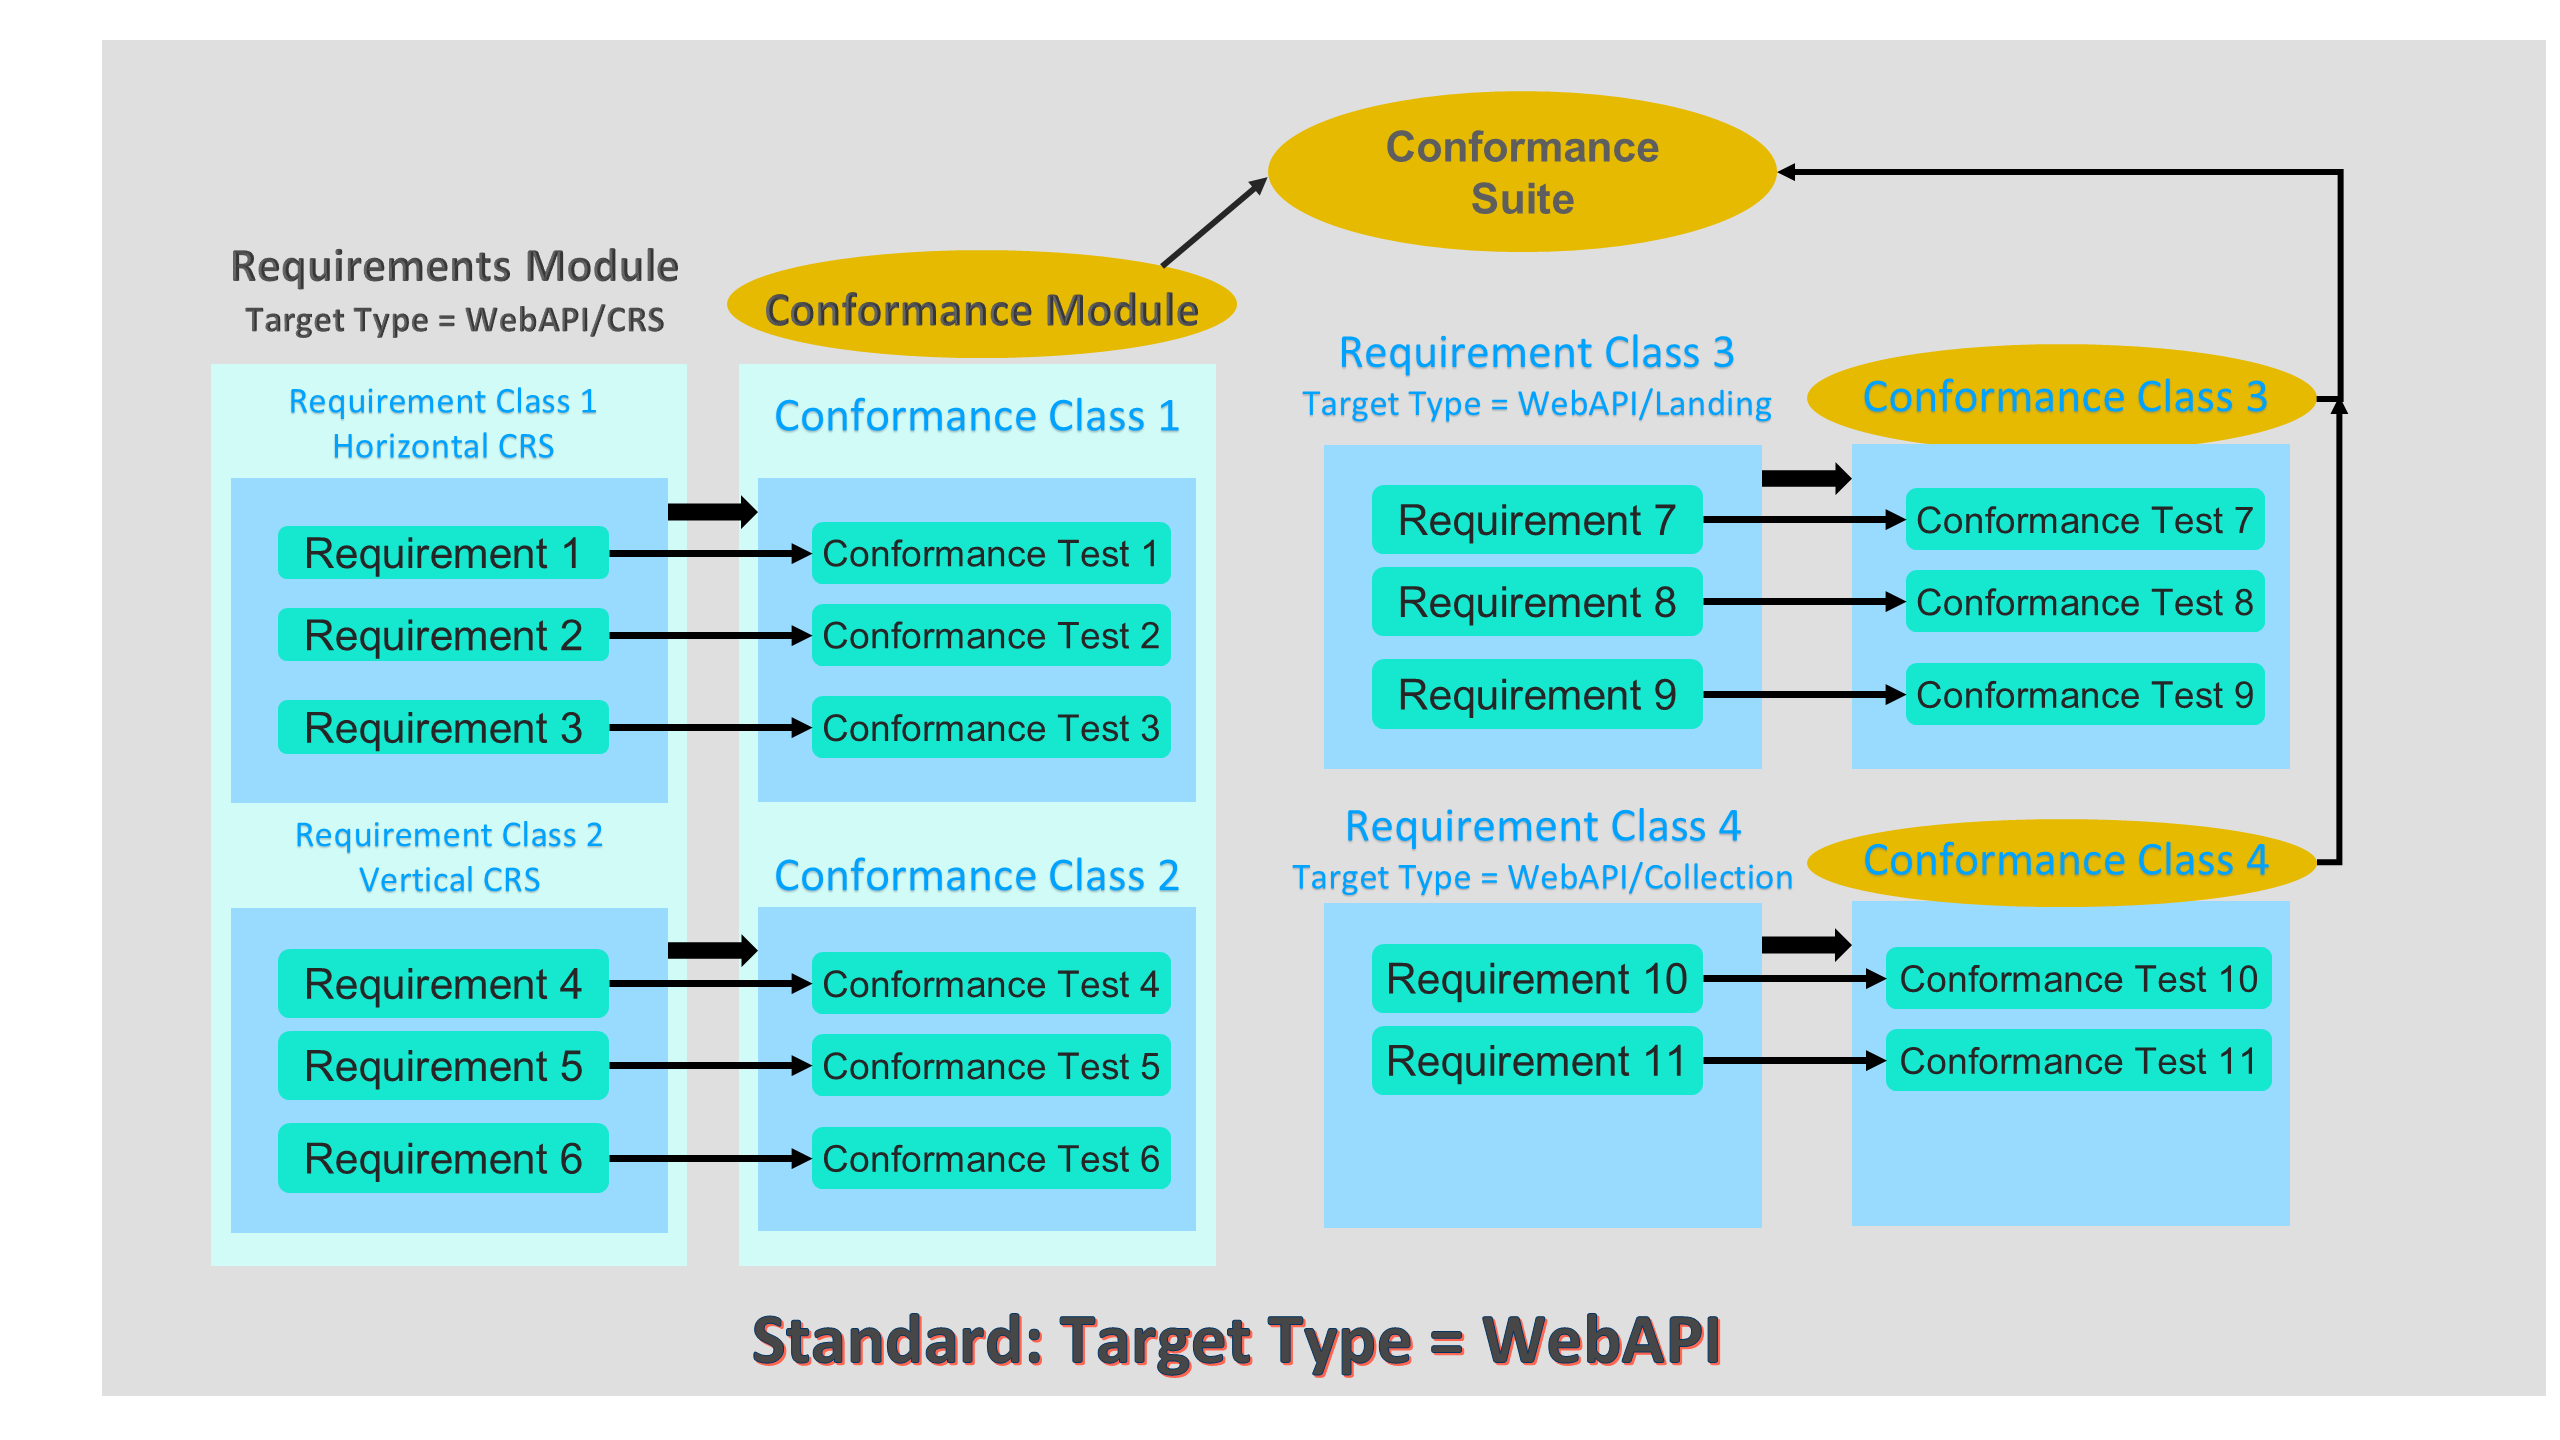 Conformance
Suite
Requirements Module
Target Type = WebAPI/CRS
Conformance Module
Requirement Class 1
Horizontal CRS
Conformance Class 1
Requirement 1
Conformance Test 1
Requirement 2
Conformance Test 2
Requirement 3
Conformance Test 3
Requirement Class 2
Vertical CRS
Conformance Class 2
Requirement 4
Conformance Test 4
Requirement 5
Conformance Test 5
Requirement 6
Conformance Test 6
Requirement Class 3
Target Type = WebAPI/Landing
Conformance Class 3
Requirement 7
Conformance Test 7
Requirement 8
Conformance Test 8
Requirement 9
Conformance Test 9
Requirement Class 4
Target Type = WebAPI/Collection
Conformance Class 4
Requirement 10
Conformance Test 10
Requirement 11
Conformance Test 11
Standard: Target Type = WebAPI